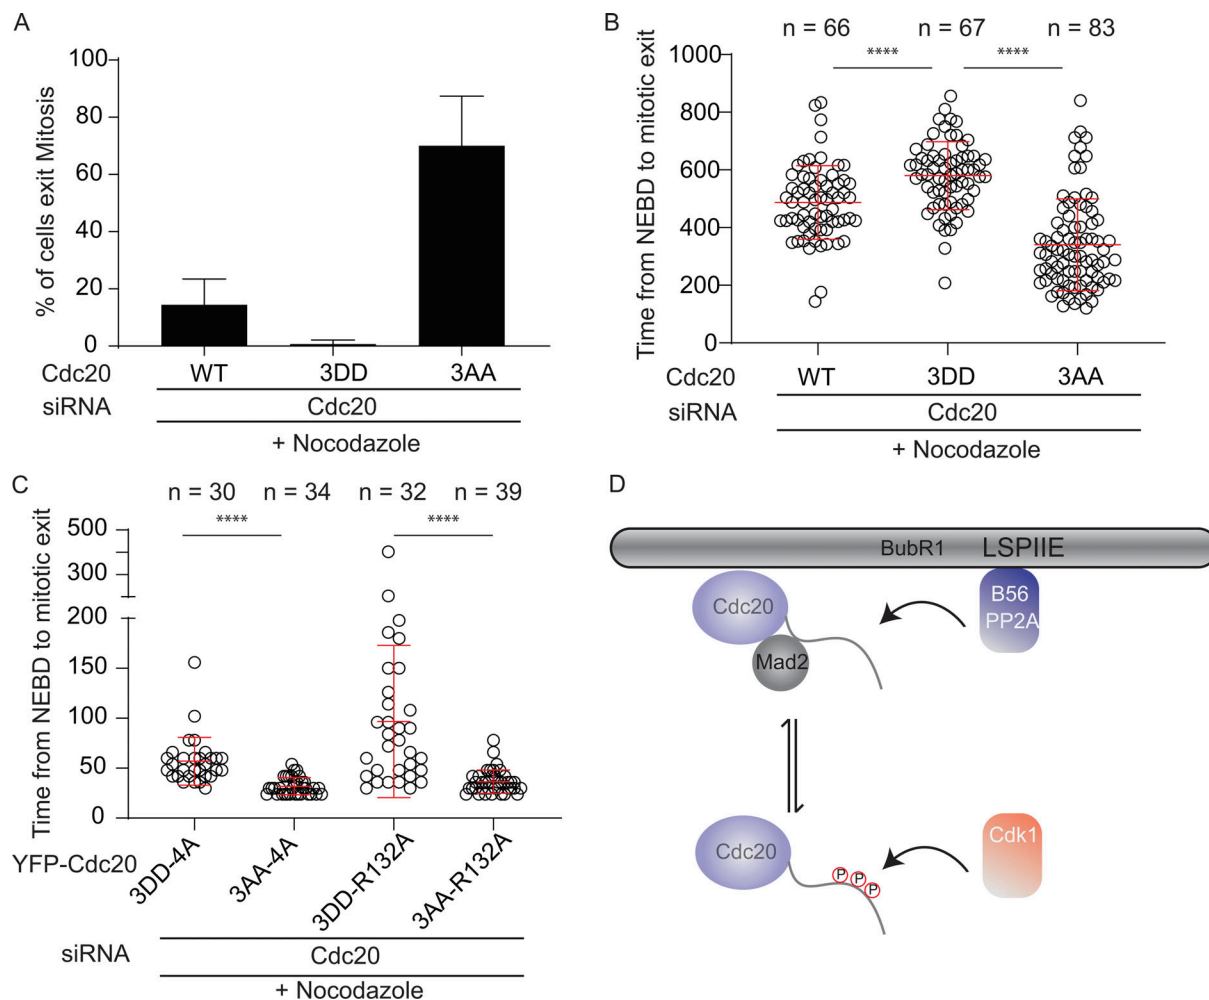 A
% of cells exit Mitosis
100
80
60
40
20
0
Cdc20 WT 3DD 3AA
siRNA Cdc20
+ Nocodazole
B
n = 66 n = 67 n = 83
**** ****
Time from NEBD to mitotic exit
1000
800
600
400
200
0
Cdc20 WT 3DD 3AA
siRNA Cdc20
+ Nocodazole
C
n = 30 n = 34 n = 32 n = 39
**** ****
Time from NEBD to mitotic exit
500
300
200
150
100
50
0
YFP-Cdc20 3DD-4A 3AA-4A 3DD-R132A 3AA-R132A
siRNA Cdc20
+ Nocodazole
D
BubR1 LSPIIE
B56
PP2A
Cdc20
Mad2
Cdc20
P P P
Cdk1